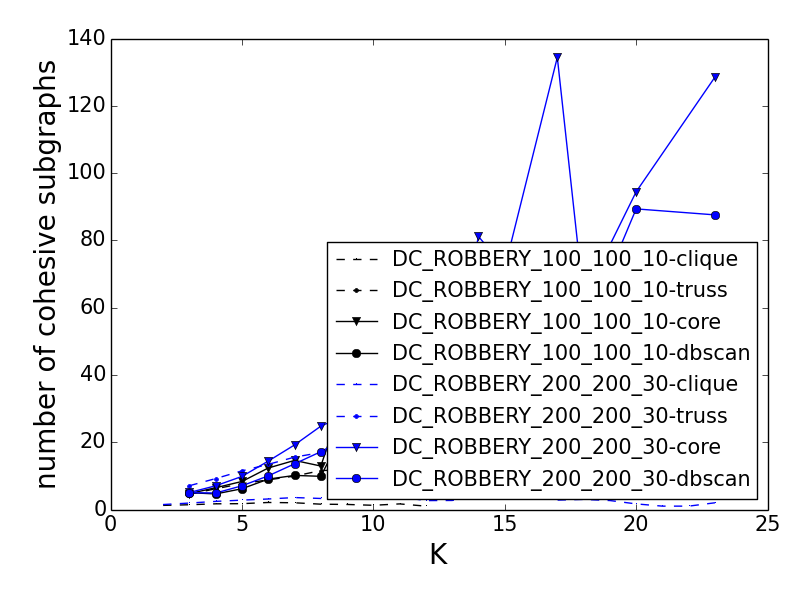 number of cohesive subgraphs
140
120
100
80
60
40
20
0
0 5 10 15 20 25
K
DC_ROBBERY_100_100_10-clique
DC_ROBBERY_100_100_10-truss
DC_ROBBERY_100_100_10-core
DC_ROBBERY_100_100_10-dbscan
DC_ROBBERY_200_200_30-clique
DC_ROBBERY_200_200_30-truss
DC_ROBBERY_200_200_30-core
DC_ROBBERY_200_200_30-dbscan